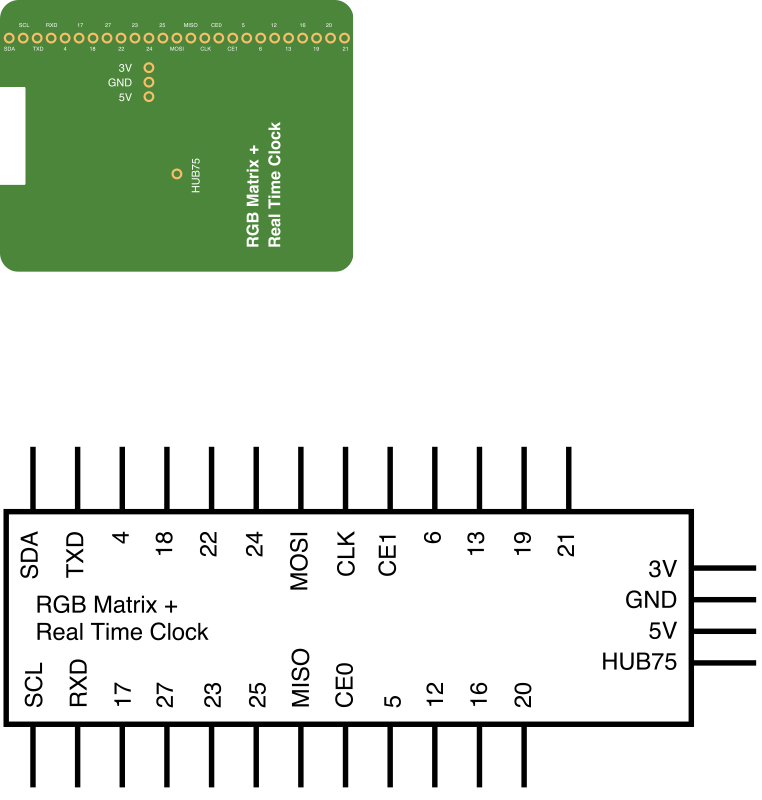 SCL RXD 17 27 23 25 MISO CE0 5 12 16 20
SDA TXD 4 18 22 24 MOSI CLK CE1 6 13 19 21
3V
GND
5V
HUB75
RGB Matrix +
Real Time Clock
SDA TXD 4 18 22 24 MOSI CLK CE1 6 13 19 21
3V
GND
5V
HUB75
RGB Matrix +
Real Time Clock
SCL RXD 17 27 23 25 MISO CE0 5 12 16 20